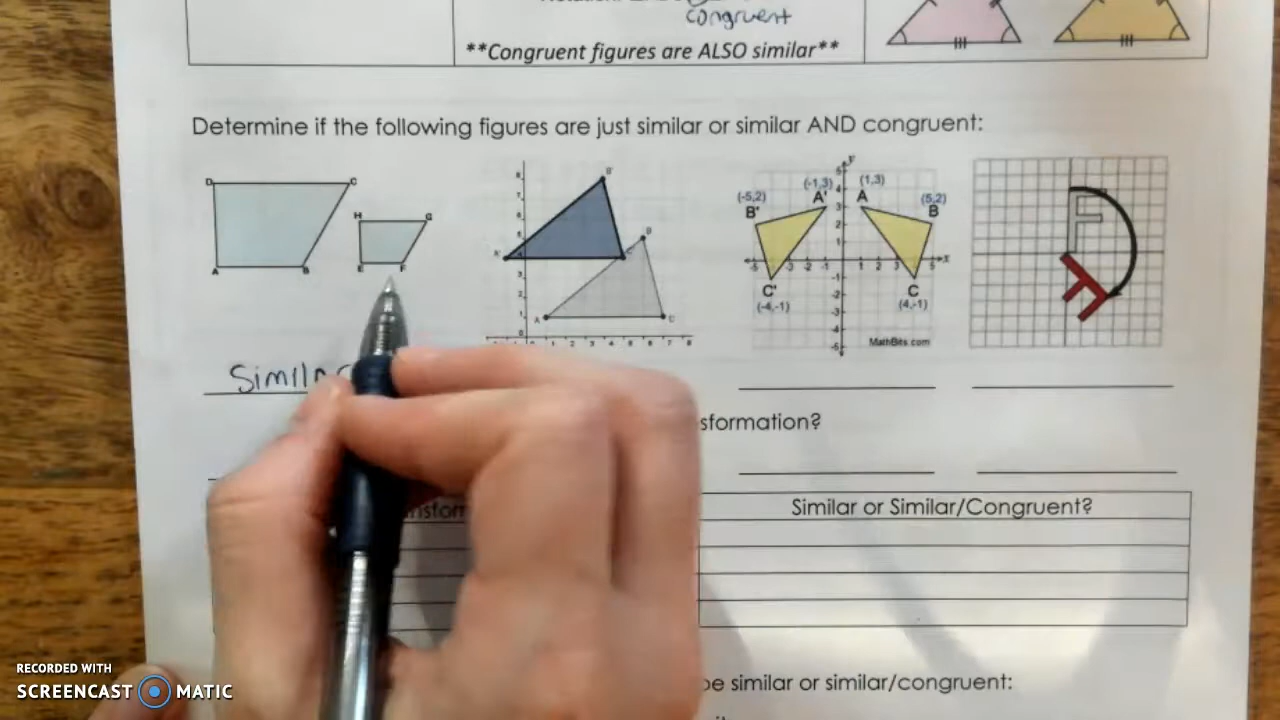 congruent
**Congruent figures are ALSO similar**
Determine if the following figures are just similar or similar AND congruent:
D C
H G
A B E F
B'
A'
B
A C
(-5,2) (-1,3) (1,3) (5,2)
B' A' A B
C' C
(-4,-1) (4,-1)
MathBits.com
similar
sformation?
Similar or Similar/Congruent?
be similar or similar/congruent:
RECORDED WITH
SCREENCAST MATIC